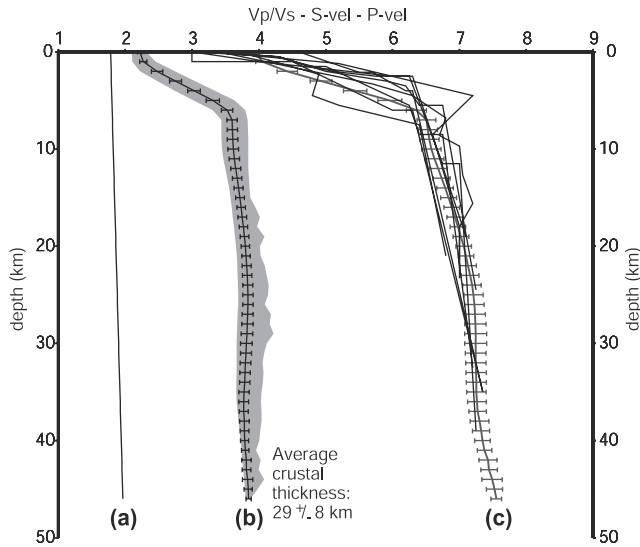 Vp/Vs - S-vel - P-vel
1 2 3 4 5 6 7 8 9
0 0
10 10
20 20
30 30
40 40
50 50
depth (km)
depth (km)
Average
crustal
thickness:
29 +/- 8 km
(a) (b) (c)